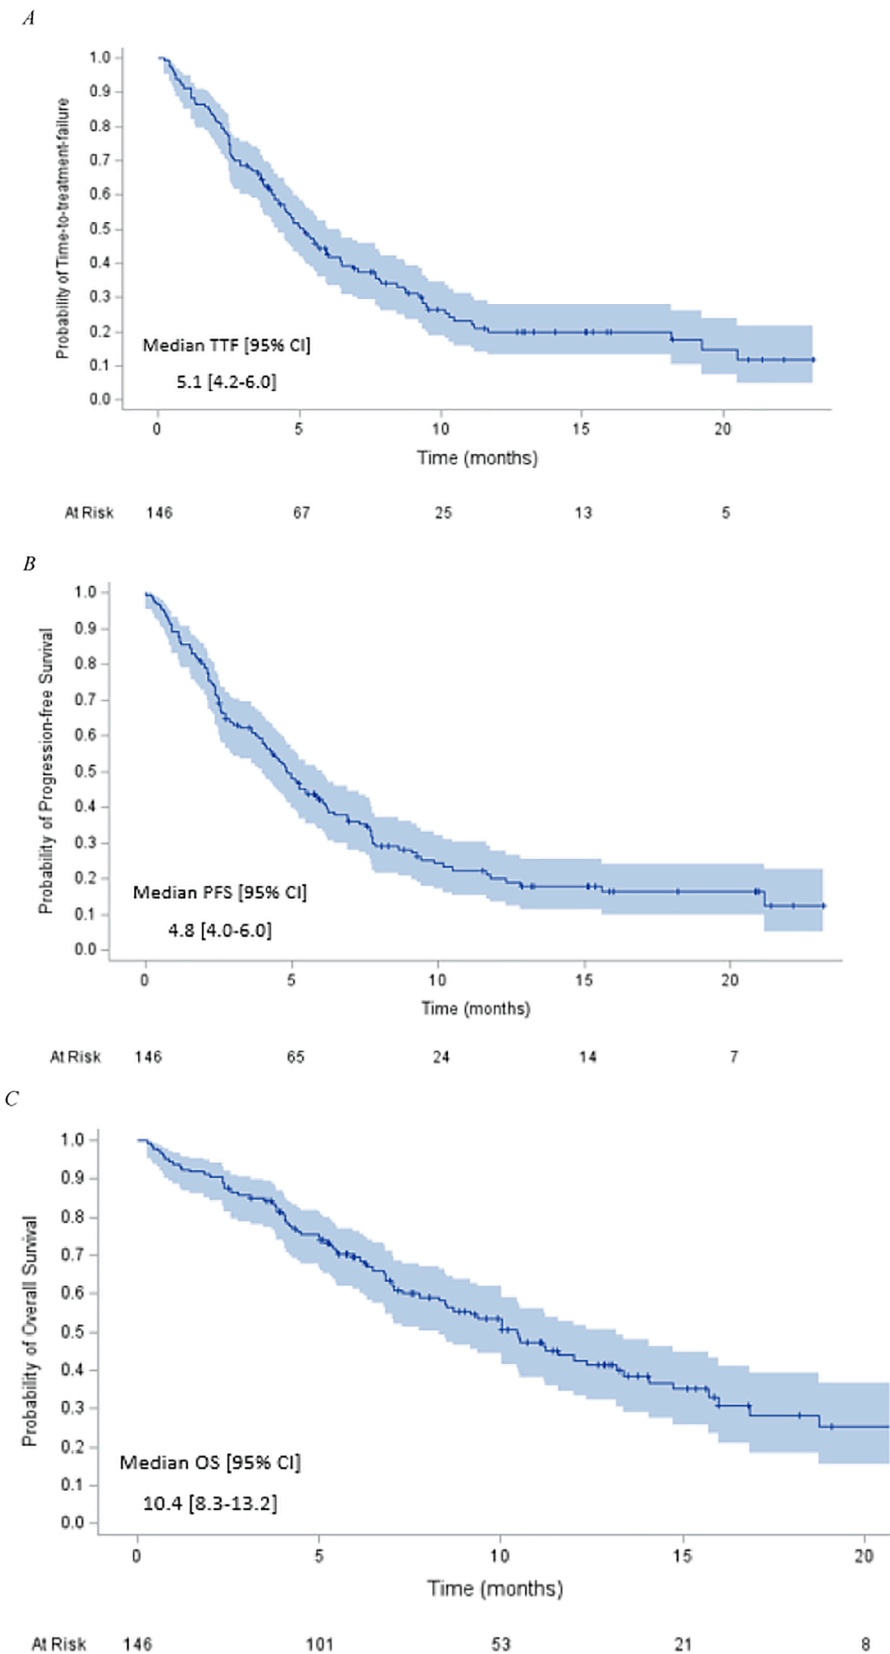 A
Probability of Time-to-treatment-failure
1.0
0.9
0.8
0.7
0.6
0.5
0.4
0.3
0.2
0.1
0.0
Median TTF [95% CI]
5.1 [4.2-6.0]
0 5 10 15 20
Time (months)
At Risk 146 67 25 13 5
B
Probability of Progression-free Survival
1.0
0.9
0.8
0.7
0.6
0.5
0.4
0.3
0.2
0.1
0.0
Median PFS [95% CI]
4.8 [4.0-6.0]
0 5 10 15 20
Time (months)
At Risk 146 65 24 14 7
C
Probability of Overall Survival
1.0
0.9
0.8
0.7
0.6
0.5
0.4
0.3
0.2
0.1
0.0
Median OS [95% CI]
10.4 [8.3-13.2]
0 5 10 15 20
Time (months)
At Risk 146 101 53 21 8